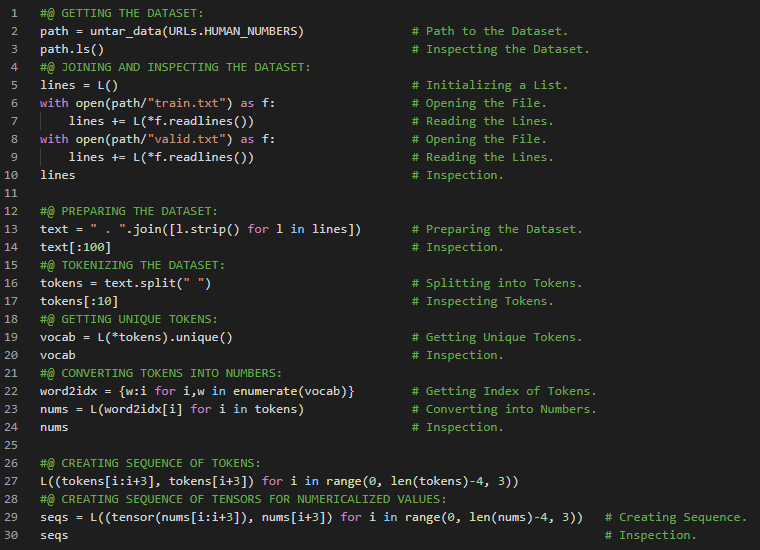 1 #@ GETTING THE DATASET:
2 path = untar_data(URLs.HUMAN_NUMBERS) # Path to the Dataset.
3 path.ls() # Inspecting the Dataset.
4 #@ JOINING AND INSPECTING THE DATASET:
5 lines = L() # Initializing a List.
6 with open(path/"train.txt") as f: # Opening the File.
7     lines += L(*f.readlines()) # Reading the Lines.
8 with open(path/"valid.txt") as f: # Opening the File.
9     lines += L(*f.readlines()) # Reading the Lines.
10 lines # Inspection.
11
12 #@ PREPARING THE DATASET:
13 text = " . ".join([l.strip() for l in lines]) # Preparing the Dataset.
14 text[:100] # Inspection.
15 #@ TOKENIZING THE DATASET:
16 tokens = text.split(" ") # Splitting into Tokens.
17 tokens[:10] # Inspecting Tokens.
18 #@ GETTING UNIQUE TOKENS:
19 vocab = L(*tokens).unique() # Getting Unique Tokens.
20 vocab # Inspection.
21 #@ CONVERTING TOKENS INTO NUMBERS:
22 word2idx = {w:i for i,w in enumerate(vocab)} # Getting Index of Tokens.
23 nums = L(word2idx[i] for i in tokens) # Converting into Numbers.
24 nums # Inspection.
25
26 #@ CREATING SEQUENCE OF TOKENS:
27 L((tokens[i:i+3], tokens[i+3]) for i in range(0, len(tokens)-4, 3))
28 #@ CREATING SEQUENCE OF TENSORS FOR NUMERICALIZED VALUES:
29 seqs = L((tensor(nums[i:i+3]), nums[i+3]) for i in range(0, len(nums)-4, 3)) # Creating Sequence.
30 seqs # Inspection.